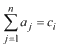 ∑_{j=1}^{n} a_j = c_i